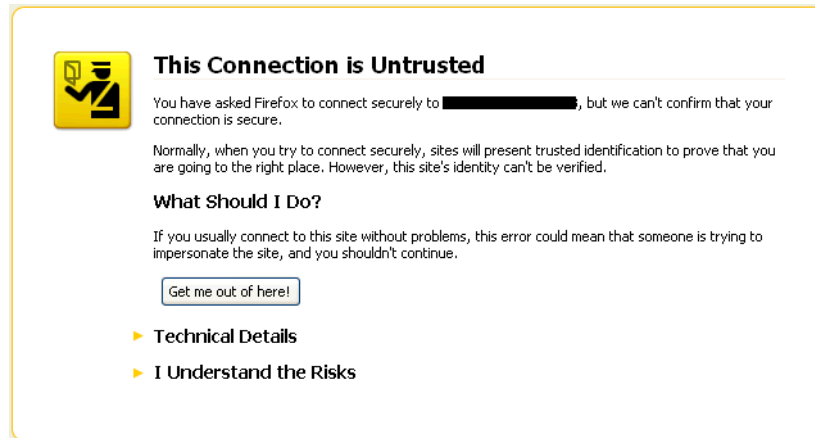 This Connection is Untrusted
You have asked Firefox to connect securely to , but we can't confirm that your
connection is secure.
Normally, when you try to connect securely, sites will present trusted identification to prove that you
are going to the right place. However, this site's identity can't be verified.
What Should I Do?
If you usually connect to this site without problems, this error could mean that someone is trying to
impersonate the site, and you shouldn't continue.
Get me out of here!
Technical Details
I Understand the Risks